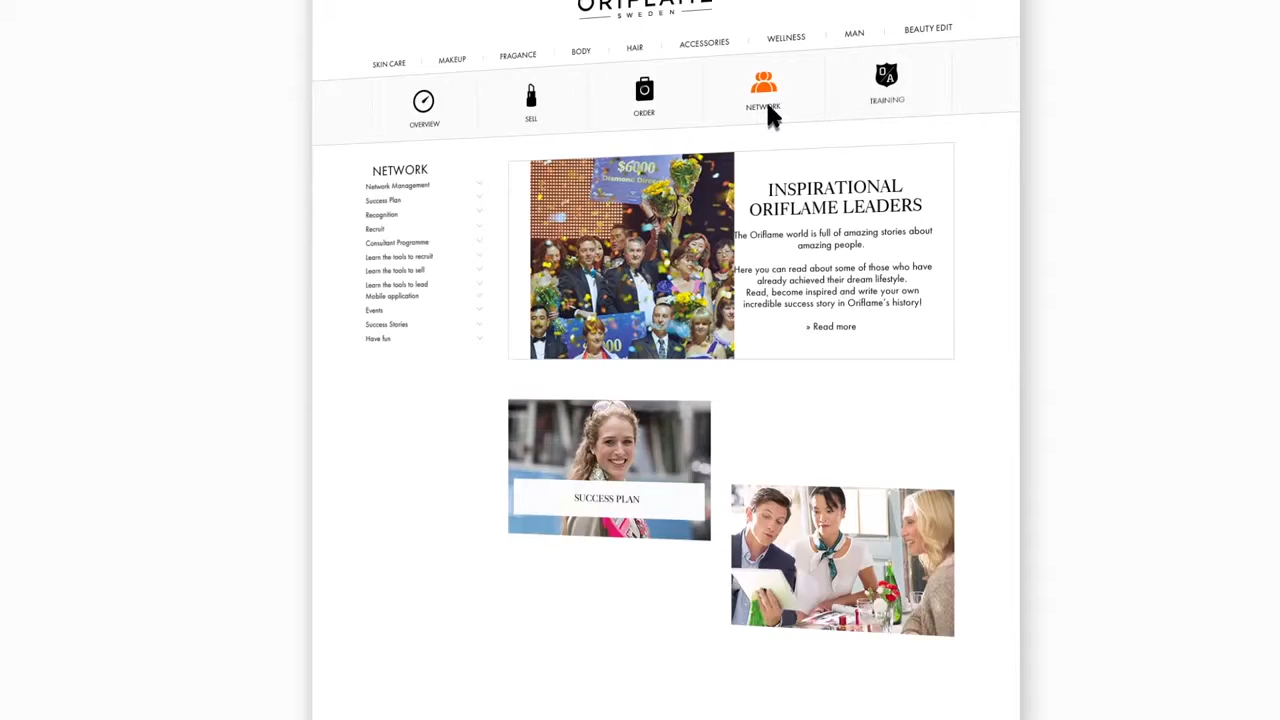 ORIFLAME
SWEDEN
SKIN CARE
MAKEUP
FRAGANCE
BODY
HAIR
ACCESSORIES
WELLNESS
MAN
BEAUTY EDIT
OVERVIEW
SELL
ORDER
NETWORK
OA
TRAINING
NETWORK
Network Management
Success Plan
Recognition
Recruit
Consultant Programme
Learn the tools to recruit
Learn the tools to sell
Learn the tools to lead
Mobile application
Events
Success Stories
Have fun
$6000
INSPIRATIONAL
ORIFLAME LEADERS
The Oriflame world is full of amazing stories about
amazing people.
Here you can read about some of those who have
already achieved their dream lifestyle.
Read, become inspired and write your own
incredible success story in Oriflame's history!
» Read more
SUCCESS PLAN